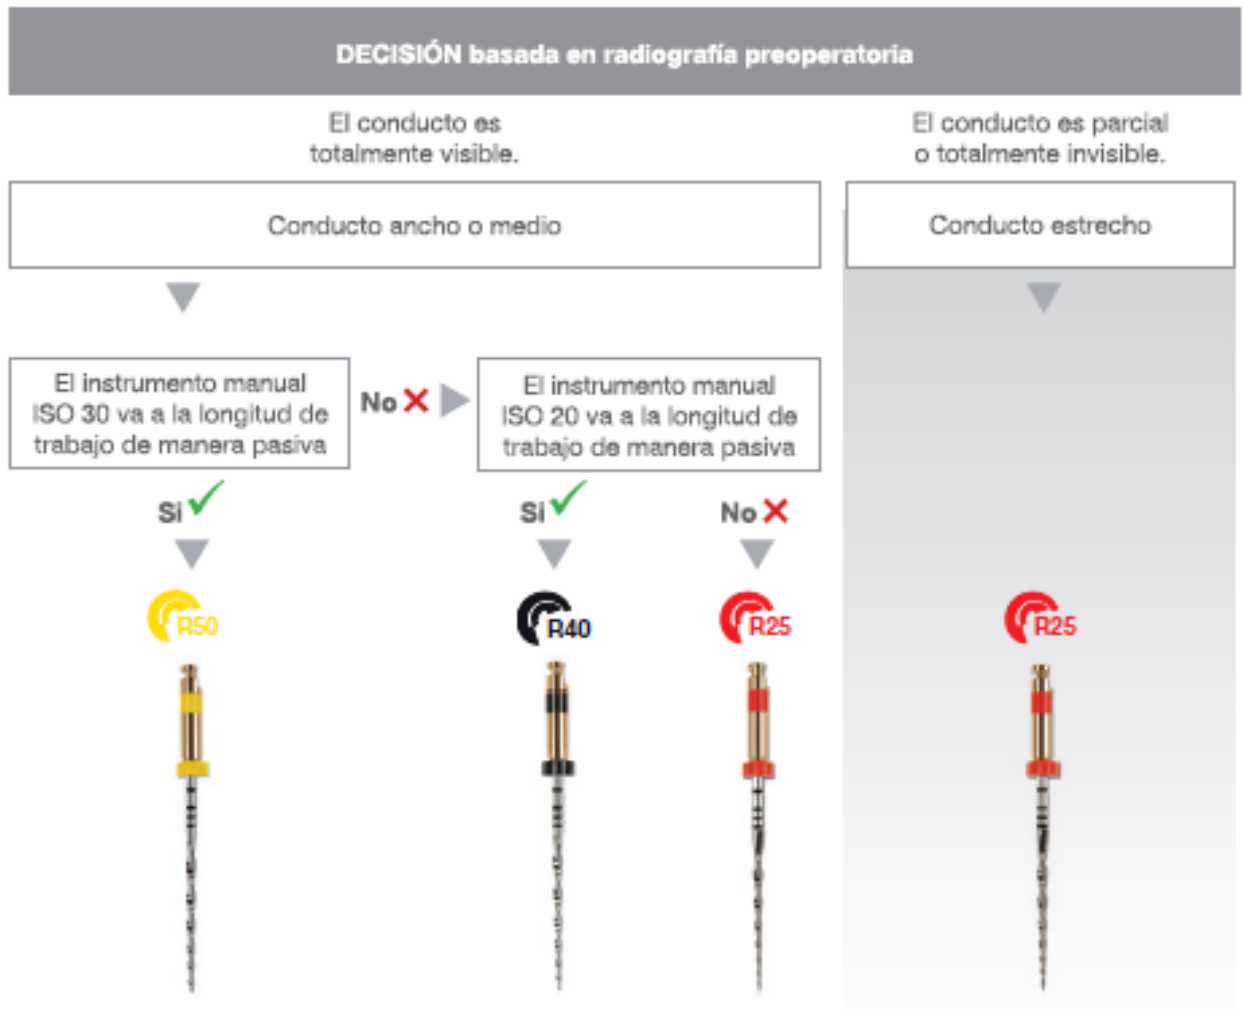 DECISIÓN basada en radiografía preoperatoria
El conducto es
totalmente visible.
El conducto es parcial
o totalmente invisible.
Conducto ancho o medio
Conducto estrecho
El instrumento manual
ISO 30 va a la longitud de
trabajo de manera pasiva
No
El instrumento manual
ISO 20 va a la longitud de
trabajo de manera pasiva
Si
Si
No
R50
R40
R25
R25